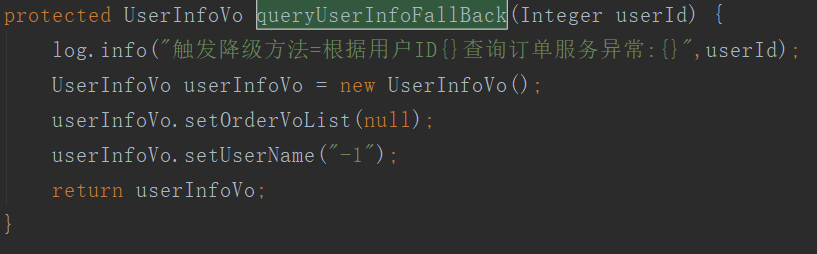 protected UserInfoVo queryUserInfoFallBack(Integer userId) {
    log.info("触发降级方法=根据用户ID{}查询订单服务异常:{}",userId);
    UserInfoVo userInfoVo = new UserInfoVo();
    userInfoVo.setOrderVoList(null);
    userInfoVo.setUserName("-1");
    return userInfoVo;
}